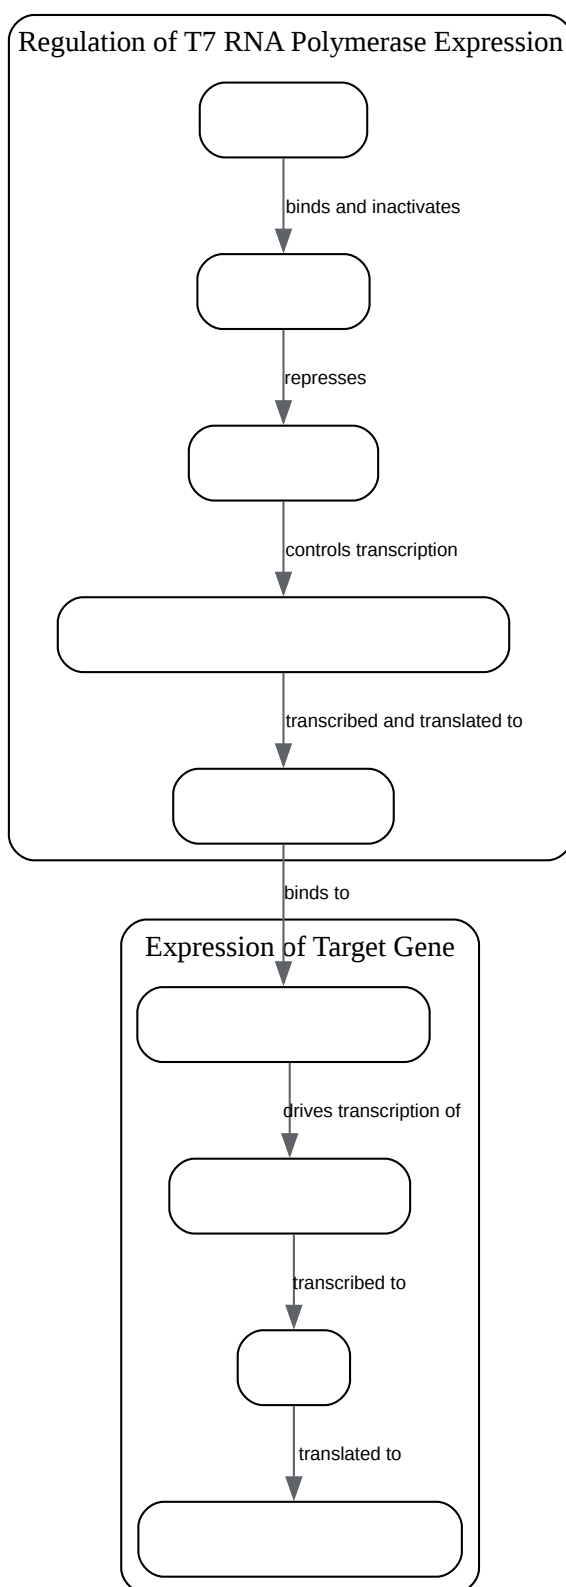 Regulation of T7 RNA Polymerase Expression
binds and inactivates
represses
controls transcription
transcribed and translated to
binds to
Expression of Target Gene
drives transcription of
transcribed to
translated to